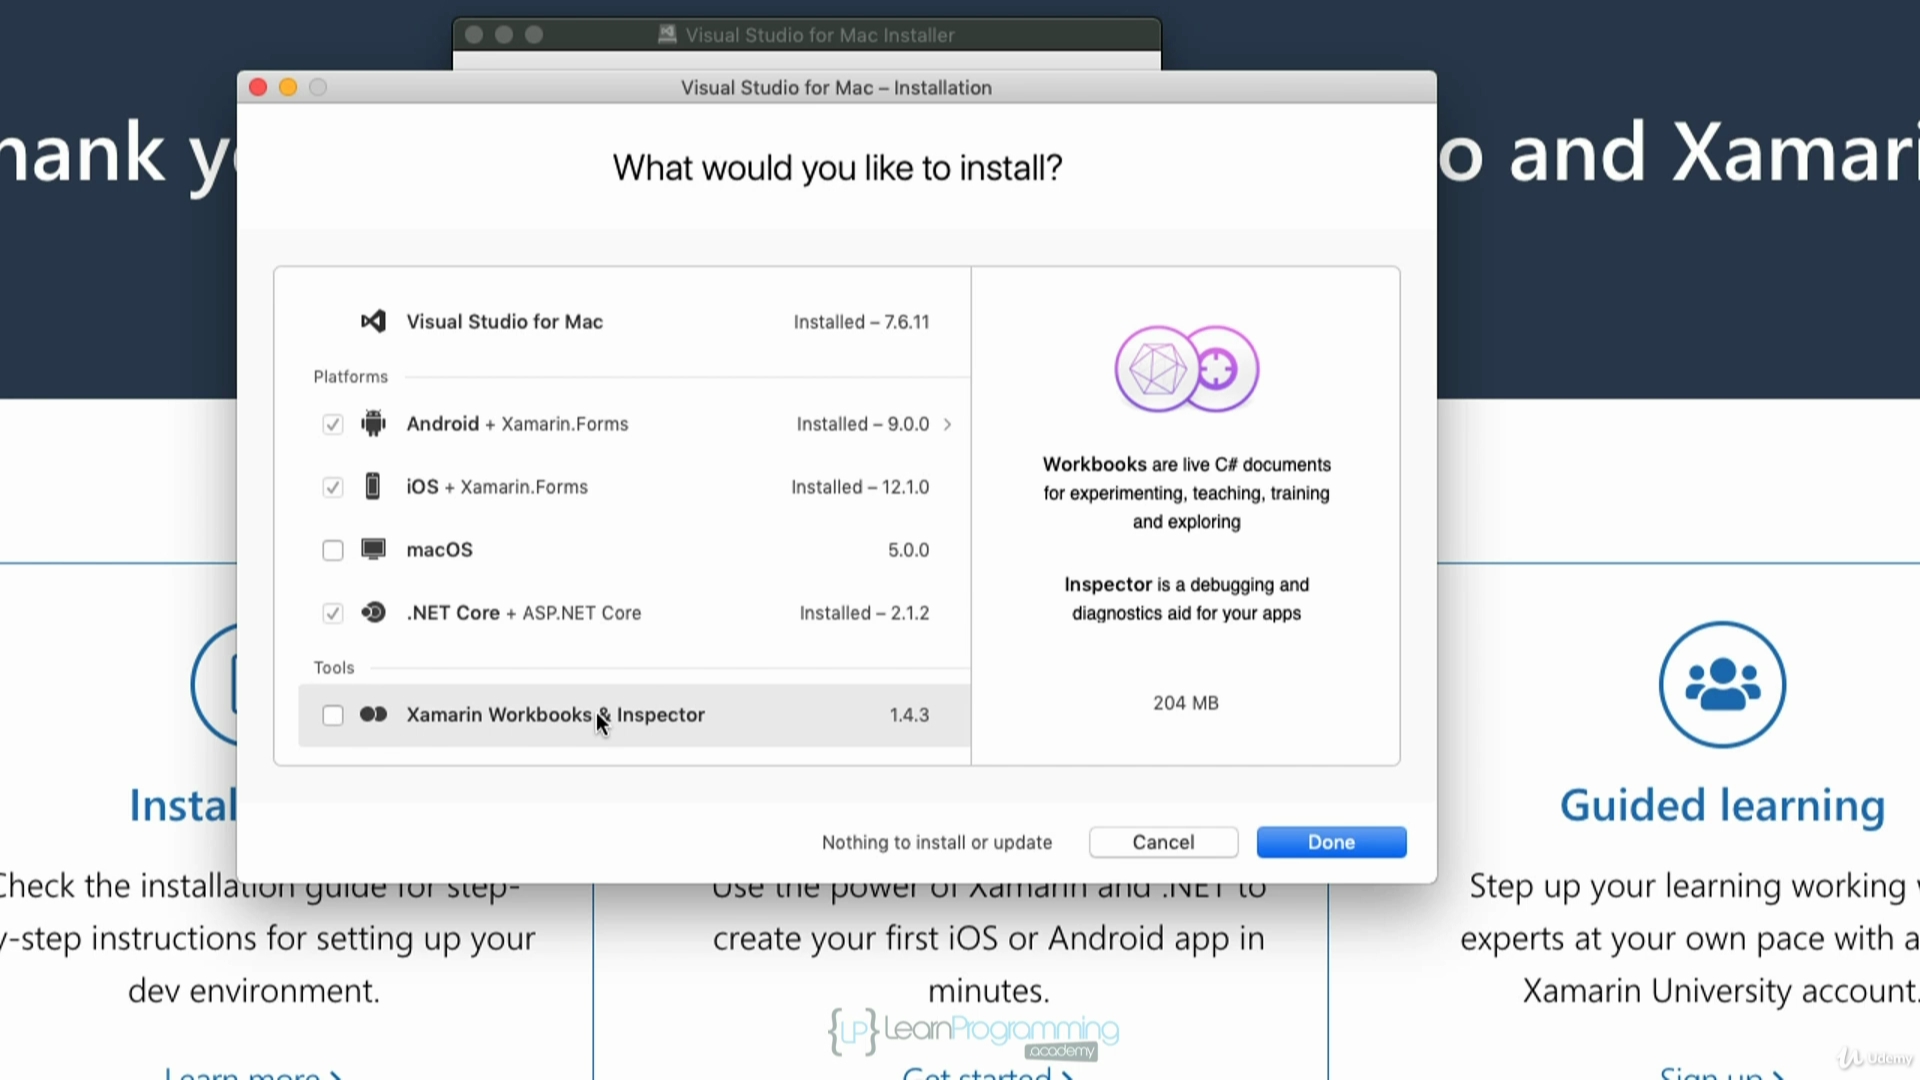 Visual Studio for Mac Installer
Visual Studio for Mac – Installation
hank y
o and Xamari
What would you like to install?
Visual Studio for Mac Installed – 7.6.11
Platforms
Android + Xamarin.Forms Installed – 9.0.0
iOS + Xamarin.Forms Installed – 12.1.0
macOS 5.0.0
.NET Core + ASP.NET Core Installed – 2.1.2
Tools
Xamarin Workbooks & Inspector 1.4.3
Workbooks are live C# documents
for experimenting, teaching, training
and exploring
Inspector is a debugging and
diagnostics aid for your apps
204 MB
Nothing to install or update
Cancel
Done
Instal
Check the installation guide for step-
y-step instructions for setting up your
dev environment.
Learn more
Use the power of Xamarin and .NET to
create your first iOS or Android app in
minutes.
Get started
Guided learning
Step up your learning working
experts at your own pace with a
Xamarin University account.
Sign up
{LP} LearnProgramming
academy
Udemy